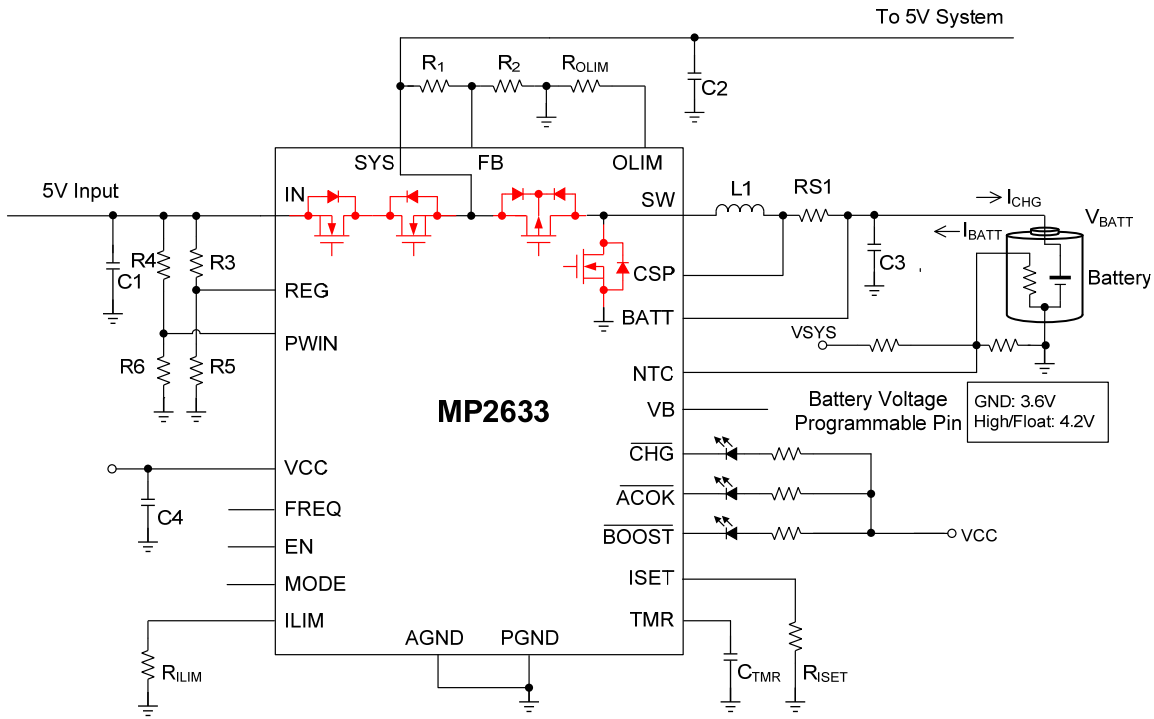 To 5V System
R1
R2
ROLIM
C2
SYS
FB
OLIM
5V Input
IN
SW
L1
RS1
ICHG
IBATT
VBATT
C1
R4
R3
REG
CSP
C3
Battery
BATT
PWIN
VSYS
R6
R5
NTC
MP2633
VB
Battery Voltage
Programmable Pin
GND: 3.6V
High/Float: 4.2V
CHG
VCC
ACOK
C4
FREQ
BOOST
VCC
EN
ISET
MODE
ILIM
TMR
AGND
PGND
RILIM
CTMR
RISET